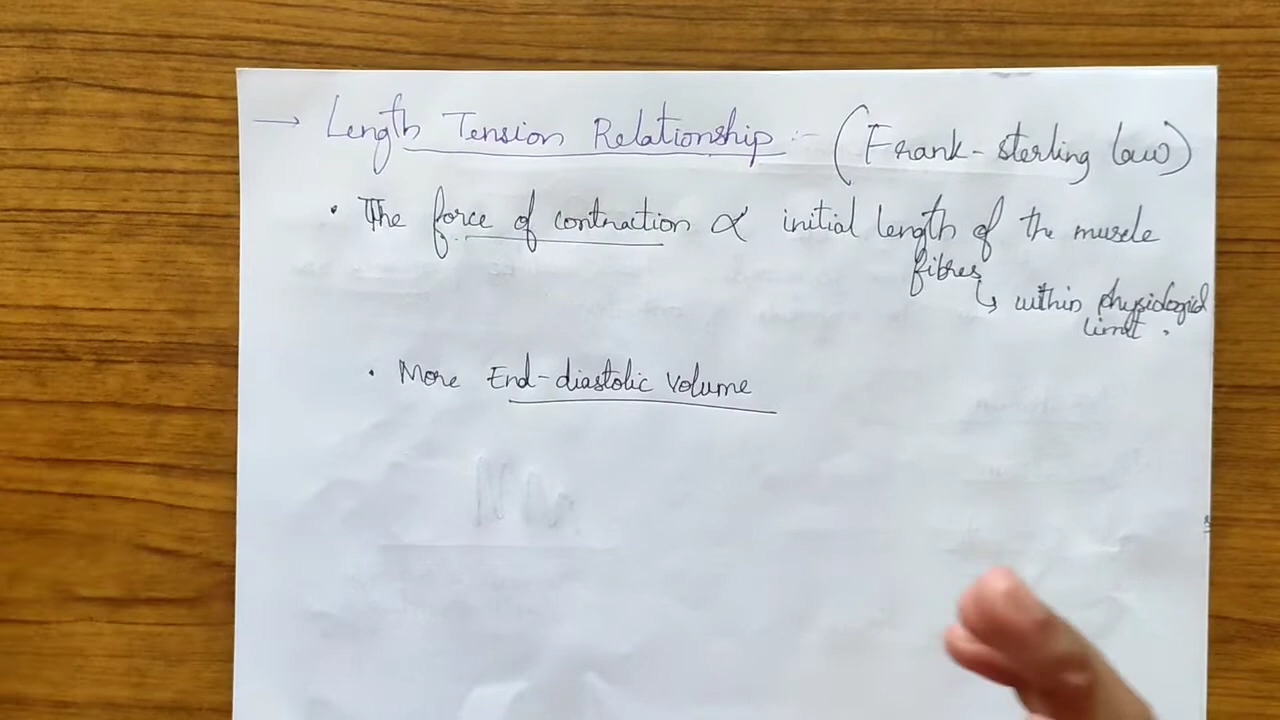 → Length Tension Relationship :- (Frank-sterling law)
• The force of contraction ∝ initial length of the muscle
fibres
↳ within physiological
limit.
• More End-diastolic volume